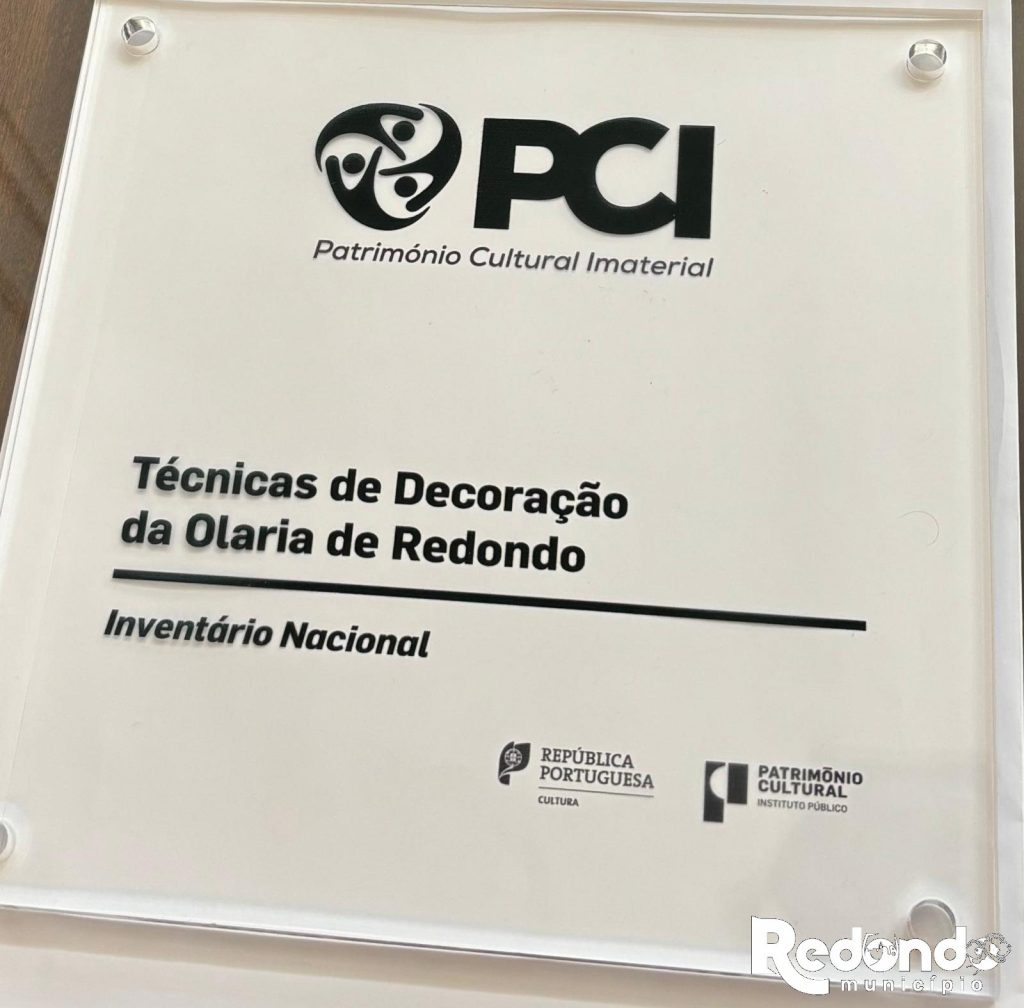 PCI
Património Cultural Imaterial
Técnicas de Decoração
da Olaria de Redondo
Inventário Nacional
REPÚBLICA
PORTUGUESA
CULTURA
PATRIMÓNIO
CULTURAL
INSTITUTO PÚBLICO
Redondo
município